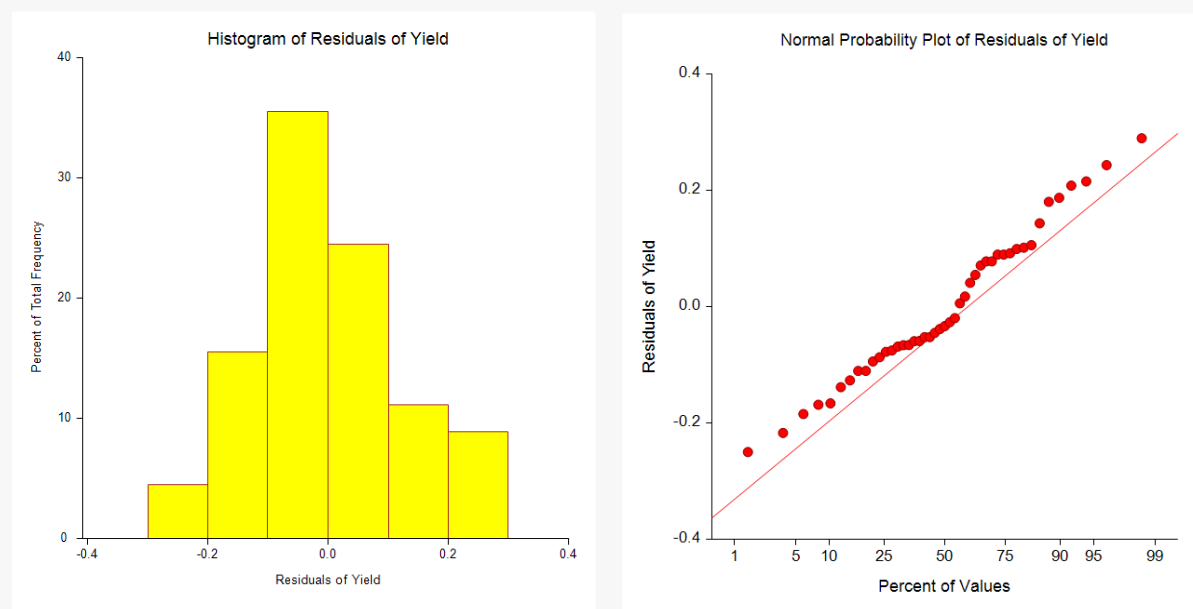 Histogram of Residuals of Yield
40
30
20
10
0
Percent of Total Frequency
-0.4 -0.2 0.0 0.2 0.4
Residuals of Yield
Normal Probability Plot of Residuals of Yield
0.4
0.2
0.0
-0.2
-0.4
Residuals of Yield
1 5 10 25 50 75 90 95 99
Percent of Values